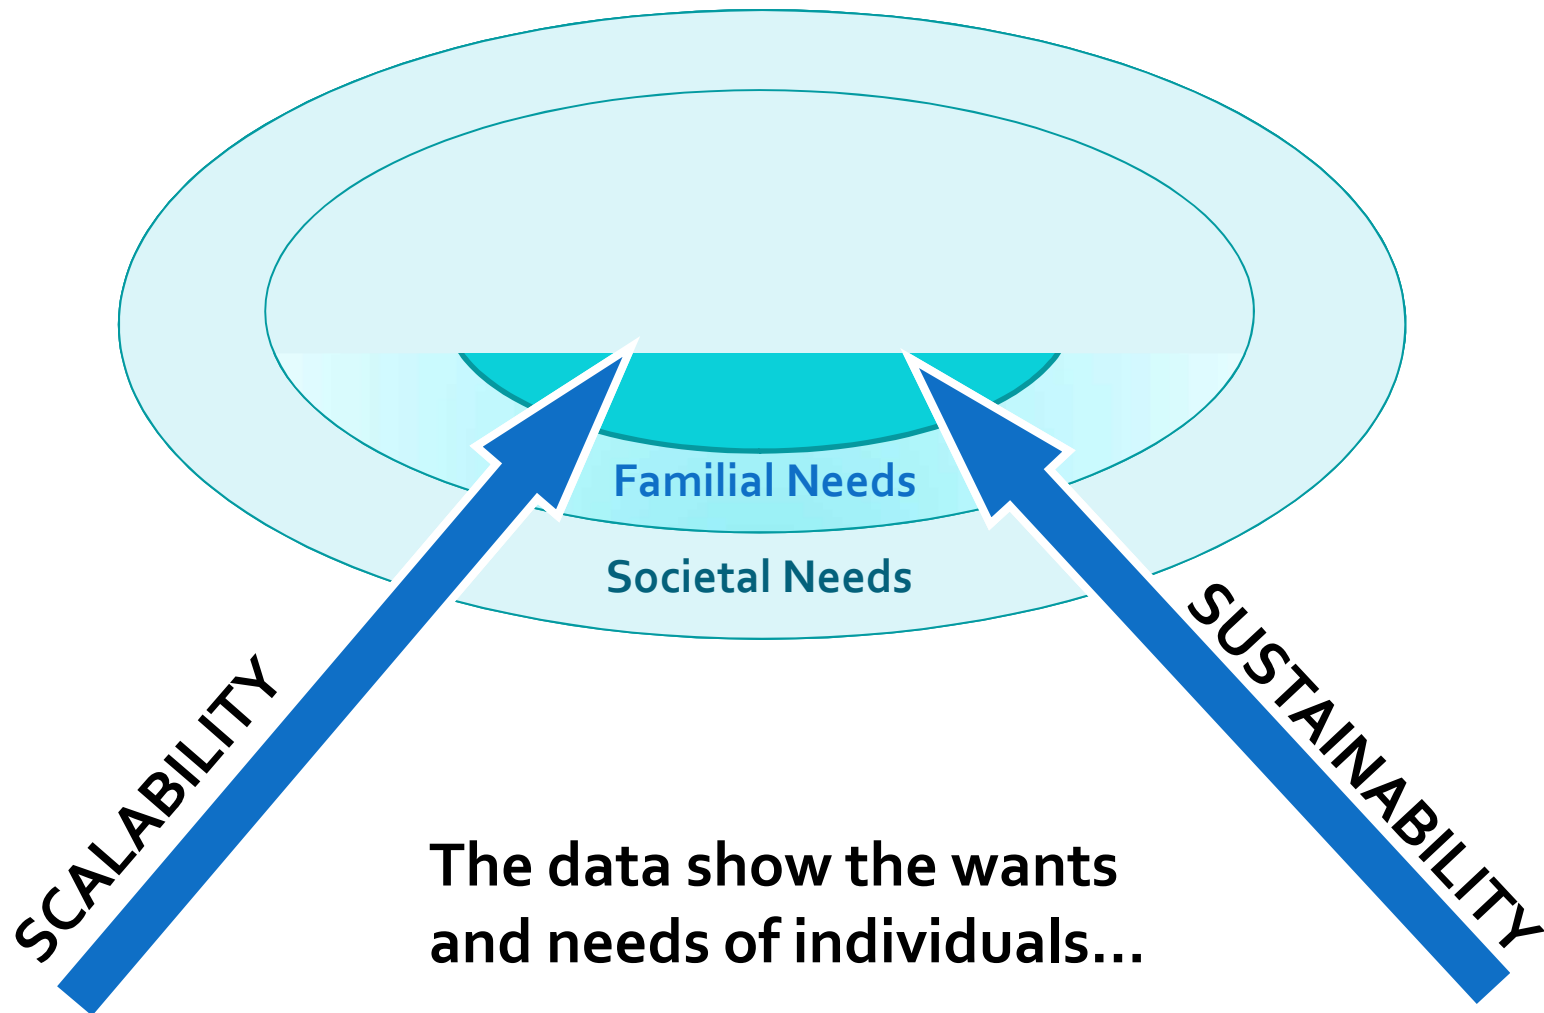 Familial Needs
Societal Needs
SCALABILITY
SUSTAINABILITY
The data show the wants
and needs of individuals...